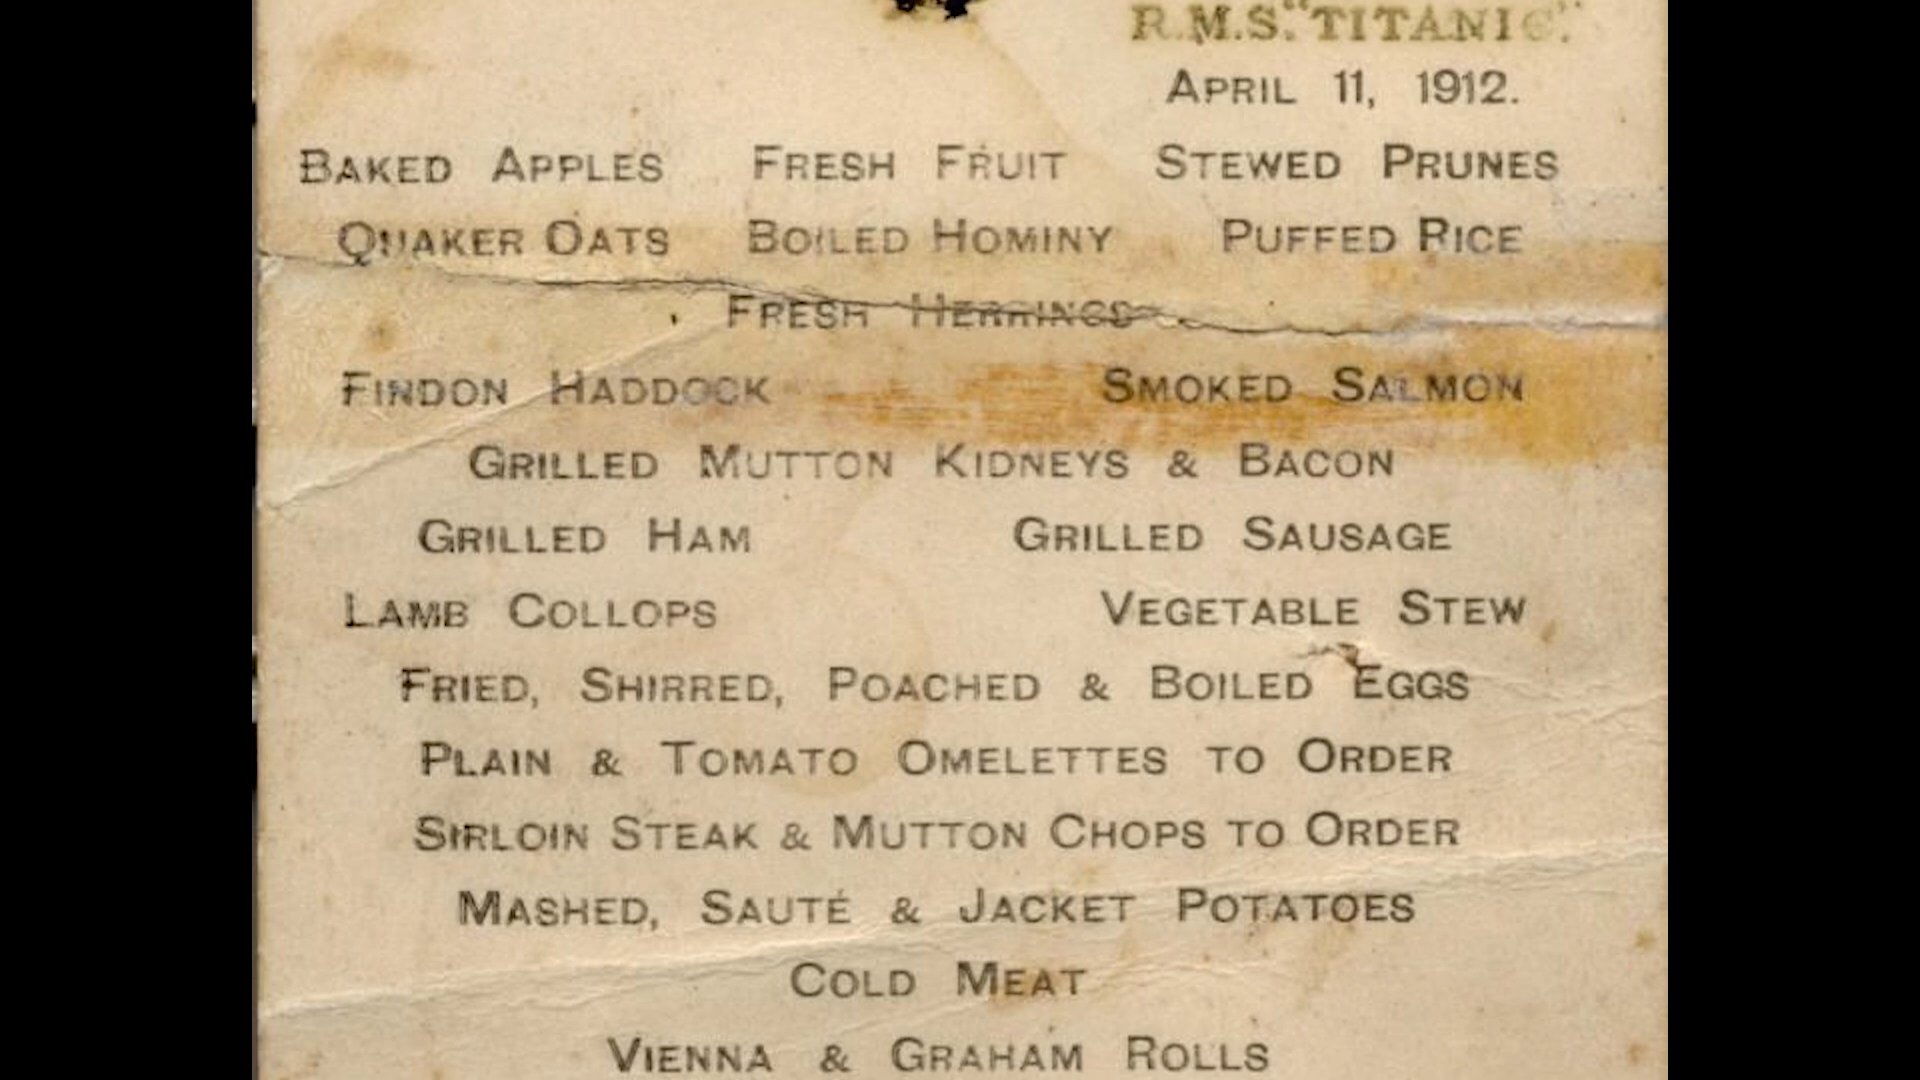 R.M.S. "TITANIC".
APRIL 11, 1912.
BAKED APPLES FRESH FRUIT STEWED PRUNES
QUAKER OATS BOILED HOMINY PUFFED RICE
FRESH HERRINGS
FINDON HADDOCK SMOKED SALMON
GRILLED MUTTON KIDNEYS & BACON
GRILLED HAM GRILLED SAUSAGE
LAMB COLLOPS VEGETABLE STEW
FRIED, SHIRRED, POACHED & BOILED EGGS
PLAIN & TOMATO OMELETTES TO ORDER
SIRLOIN STEAK & MUTTON CHOPS TO ORDER
MASHED, SAUTÉ & JACKET POTATOES
COLD MEAT
VIENNA & GRAHAM ROLLS